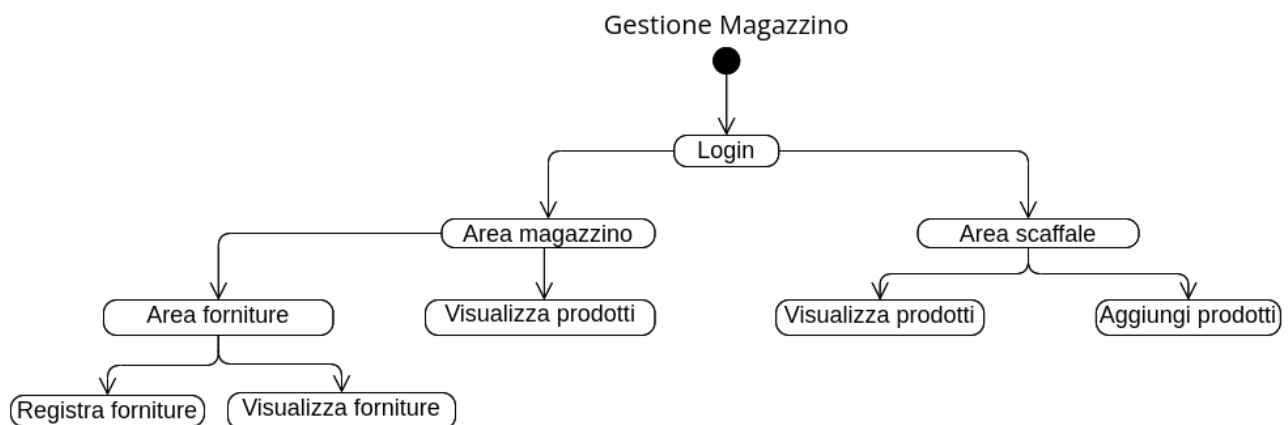 Gestione Magazzino
Login
Area magazzino
Area scaffale
Area forniture
Visualizza prodotti
Visualizza prodotti
Aggiungi prodotti
Registra forniture
Visualizza forniture